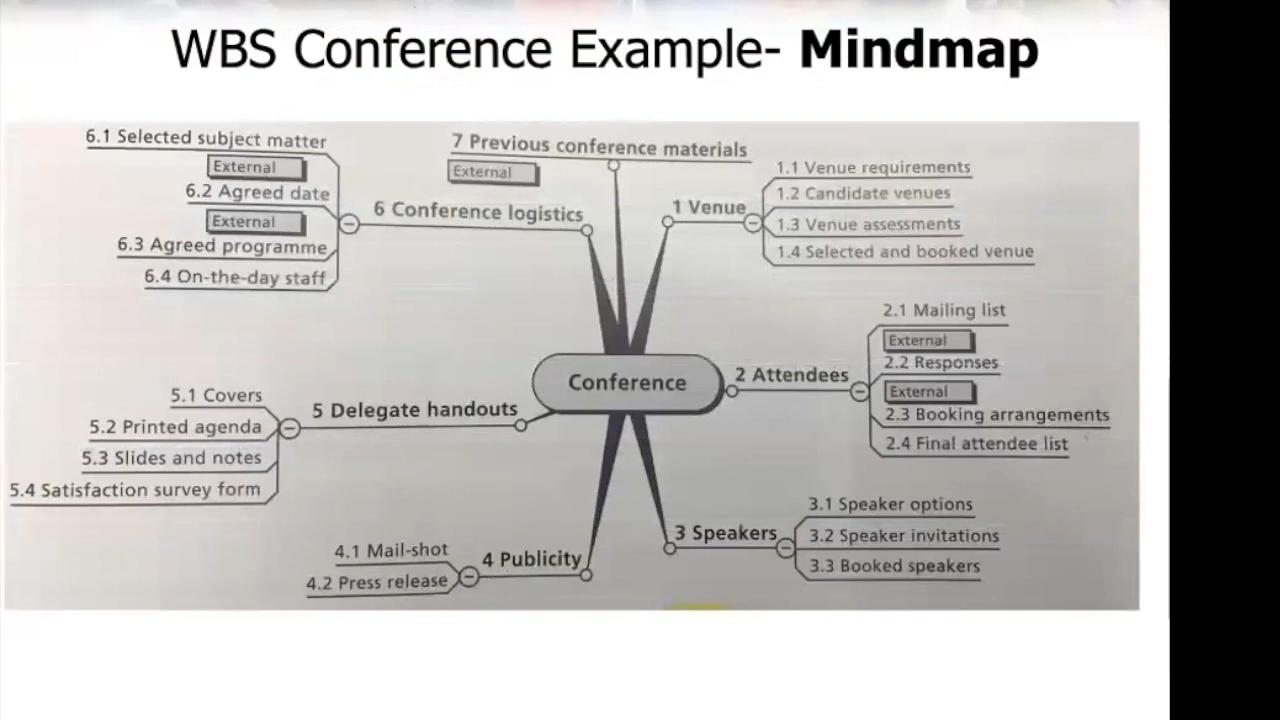 WBS Conference Example- Mindmap
7 Previous conference materials
External
1 Venue
1.1 Venue requirements
1.2 Candidate venues
1.3 Venue assessments
1.4 Selected and booked venue
Conference
2 Attendees
2.1 Mailing list
External
2.2 Responses
External
2.3 Booking arrangements
2.4 Final attendee list
3 Speakers
3.1 Speaker options
3.2 Speaker invitations
3.3 Booked speakers
4 Publicity
4.1 Mail-shot
4.2 Press release
5 Delegate handouts
5.1 Covers
5.2 Printed agenda
5.3 Slides and notes
5.4 Satisfaction survey form
6 Conference logistics
6.1 Selected subject matter
External
6.2 Agreed date
External
6.3 Agreed programme
6.4 On-the-day staff